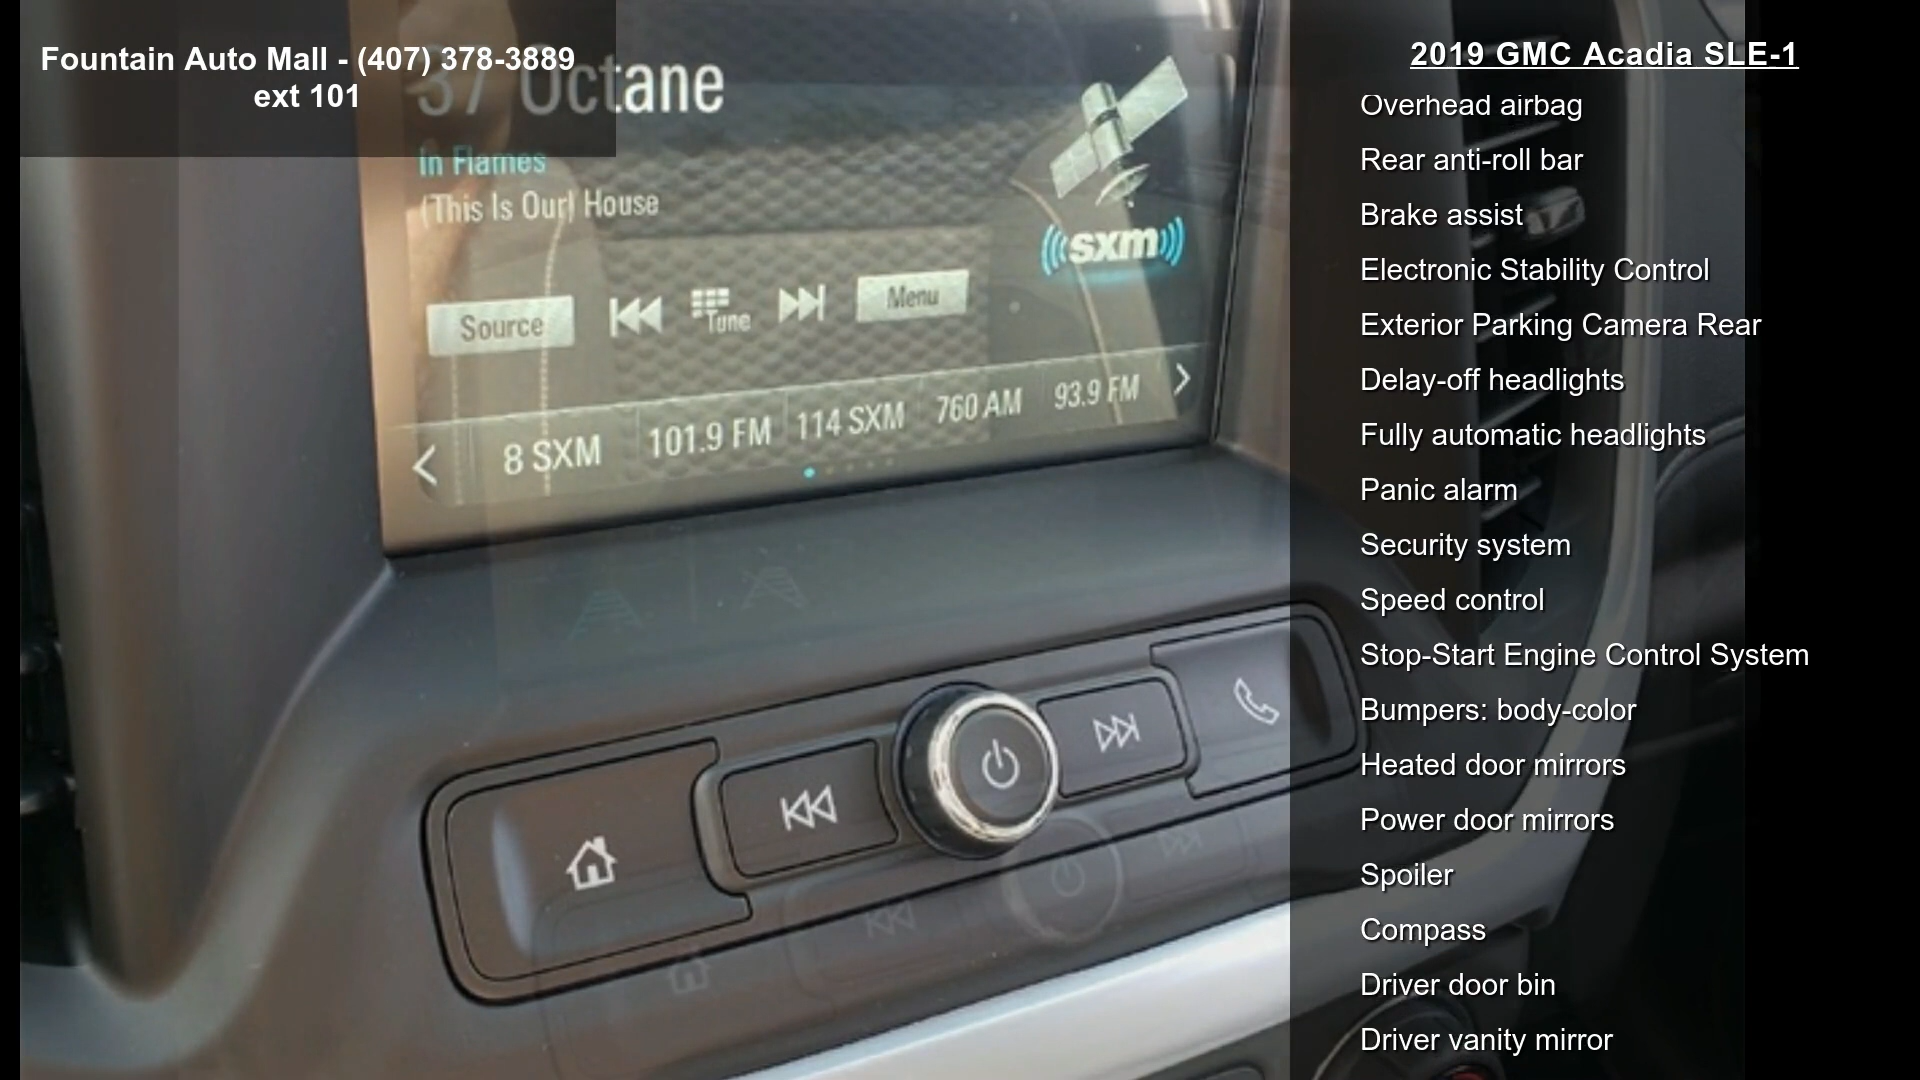 Fountain Auto Mall - (407) 378-3889
ext 101
37 Octane
In Flames
(This Is Our) House
sxm
Source
Tune
Menu
8 SXM
101.9 FM
114 SXM
760 AM
93.9 FM
2019 GMC Acadia SLE-1
Overhead airbag
Rear anti-roll bar
Brake assist
Electronic Stability Control
Exterior Parking Camera Rear
Delay-off headlights
Fully automatic headlights
Panic alarm
Security system
Speed control
Stop-Start Engine Control System
Bumpers: body-color
Heated door mirrors
Power door mirrors
Spoiler
Compass
Driver door bin
Driver vanity mirror